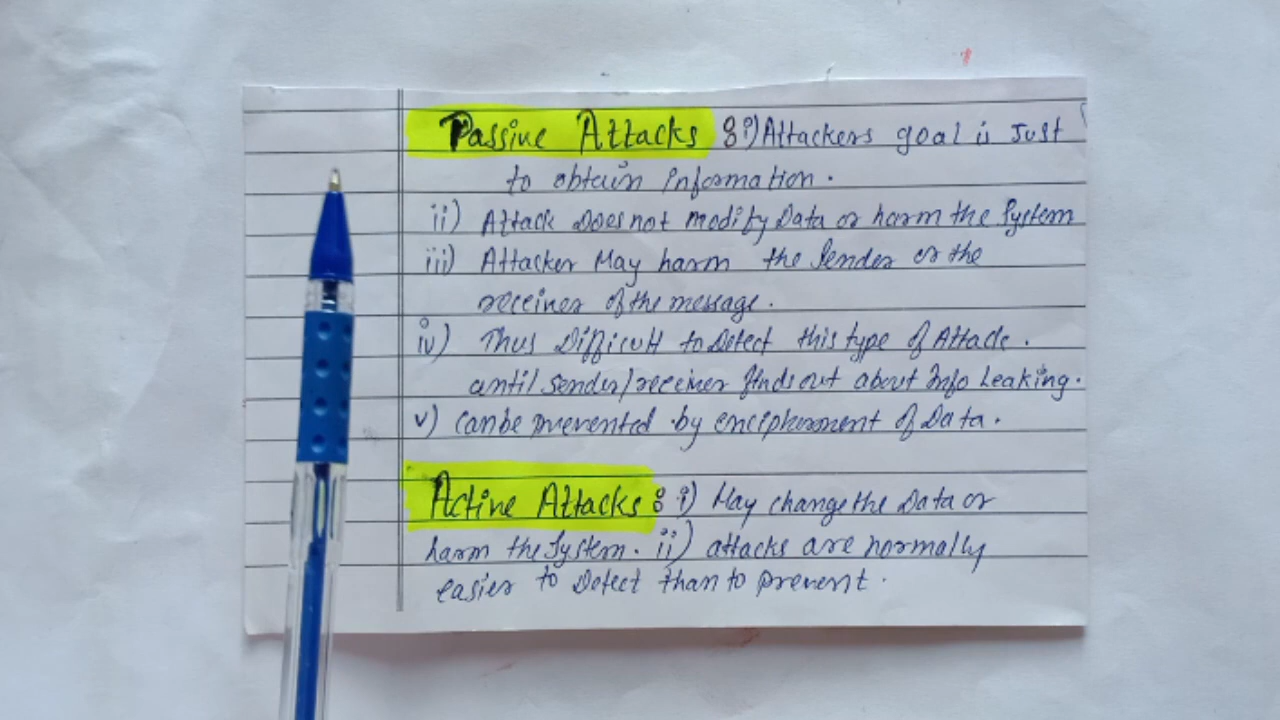 Passive Attacks : i) Attackers goal is Just
to obtain Information.
ii) Attack Does not modify Data or harm the System
iii) Attacker May harm the Sender or the
receiver of the message.
iv) Thus Difficult to Detect this type of Attack.
until sender/receiver finds out about Info Leaking.
v) can be prevented by encipherment of Data.
Active Attacks : i) May change the Data or
harm the System. ii) attacks are normally
easier to Detect than to prevent.